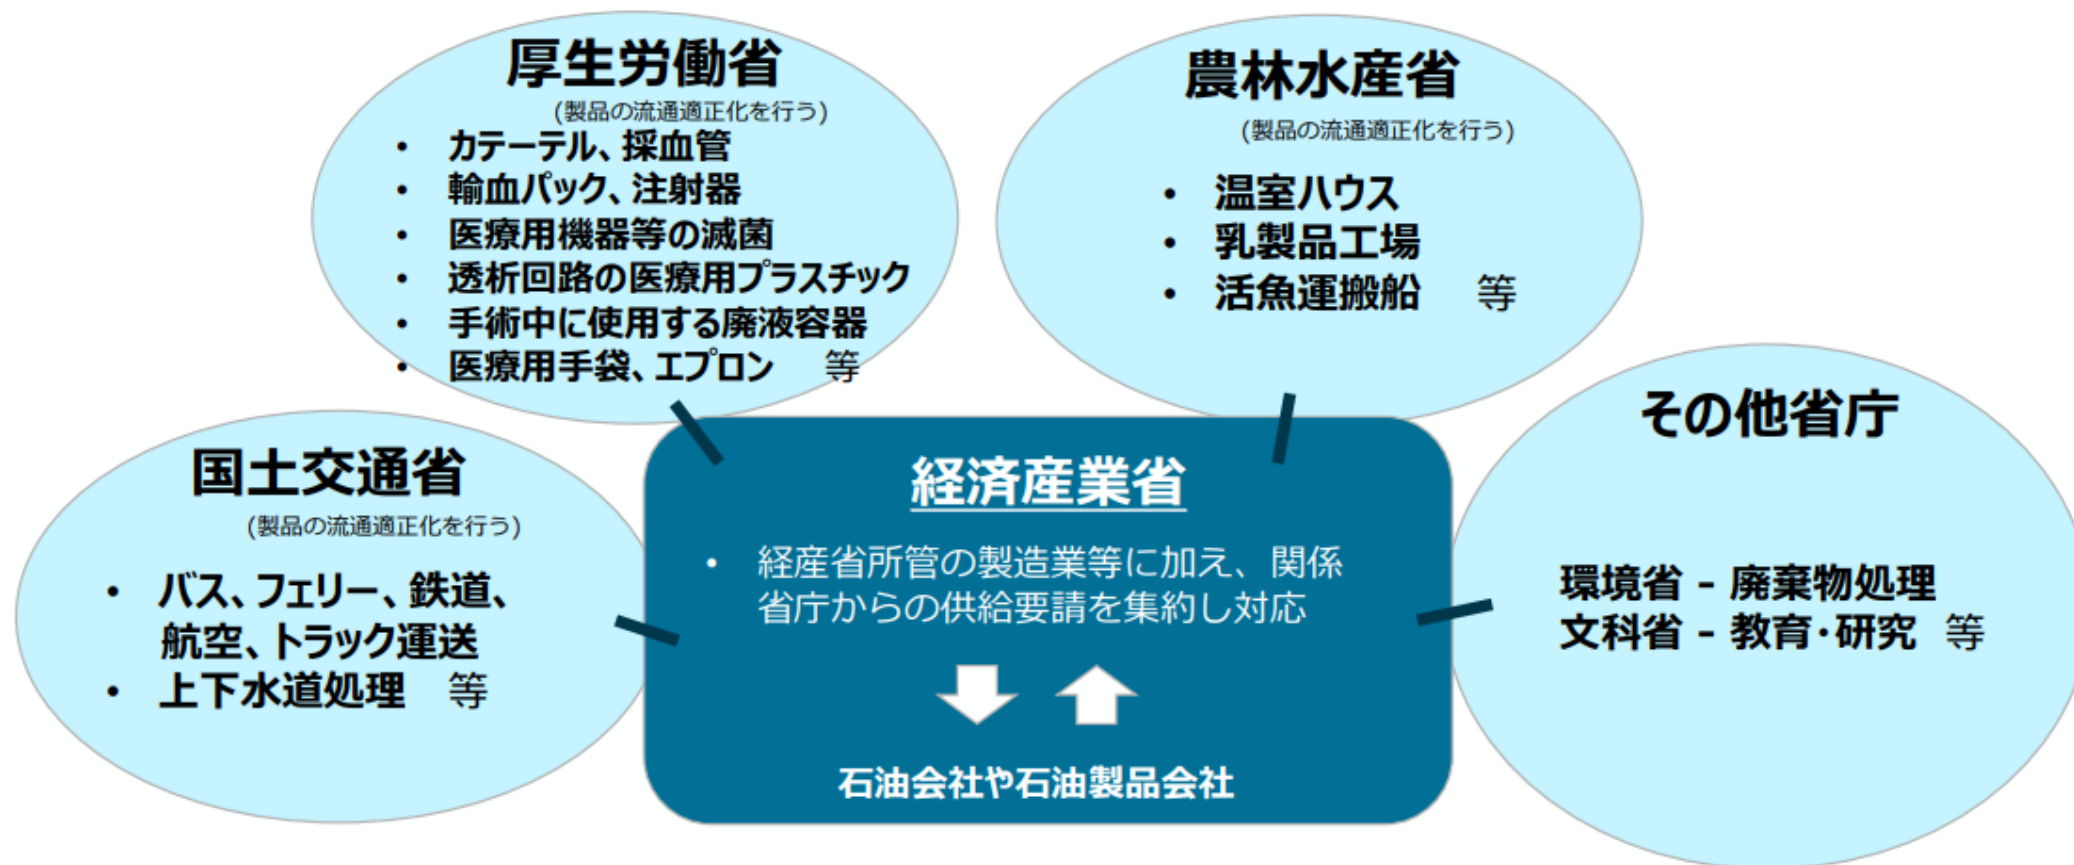 厚生労働省
(製品の流通適正化を行う)
• カテーテル、採血管
• 輸血パック、注射器
• 医療用機器等の滅菌
• 透析回路の医療用プラスチック
• 手術中に使用する廃液容器
• 医療用手袋、エプロン 等
農林水産省
(製品の流通適正化を行う)
• 温室ハウス
• 乳製品工場
• 活魚運搬船 等
国土交通省
(製品の流通適正化を行う)
• バス、フェリー、鉄道、
航空、トラック運送
• 上下水道処理 等
経済産業省
• 経産省所管の製造業等に加え、関係
省庁からの供給要請を集約し対応
石油会社や石油製品会社
その他省庁
環境省 - 廃棄物処理
文科省 - 教育・研究 等